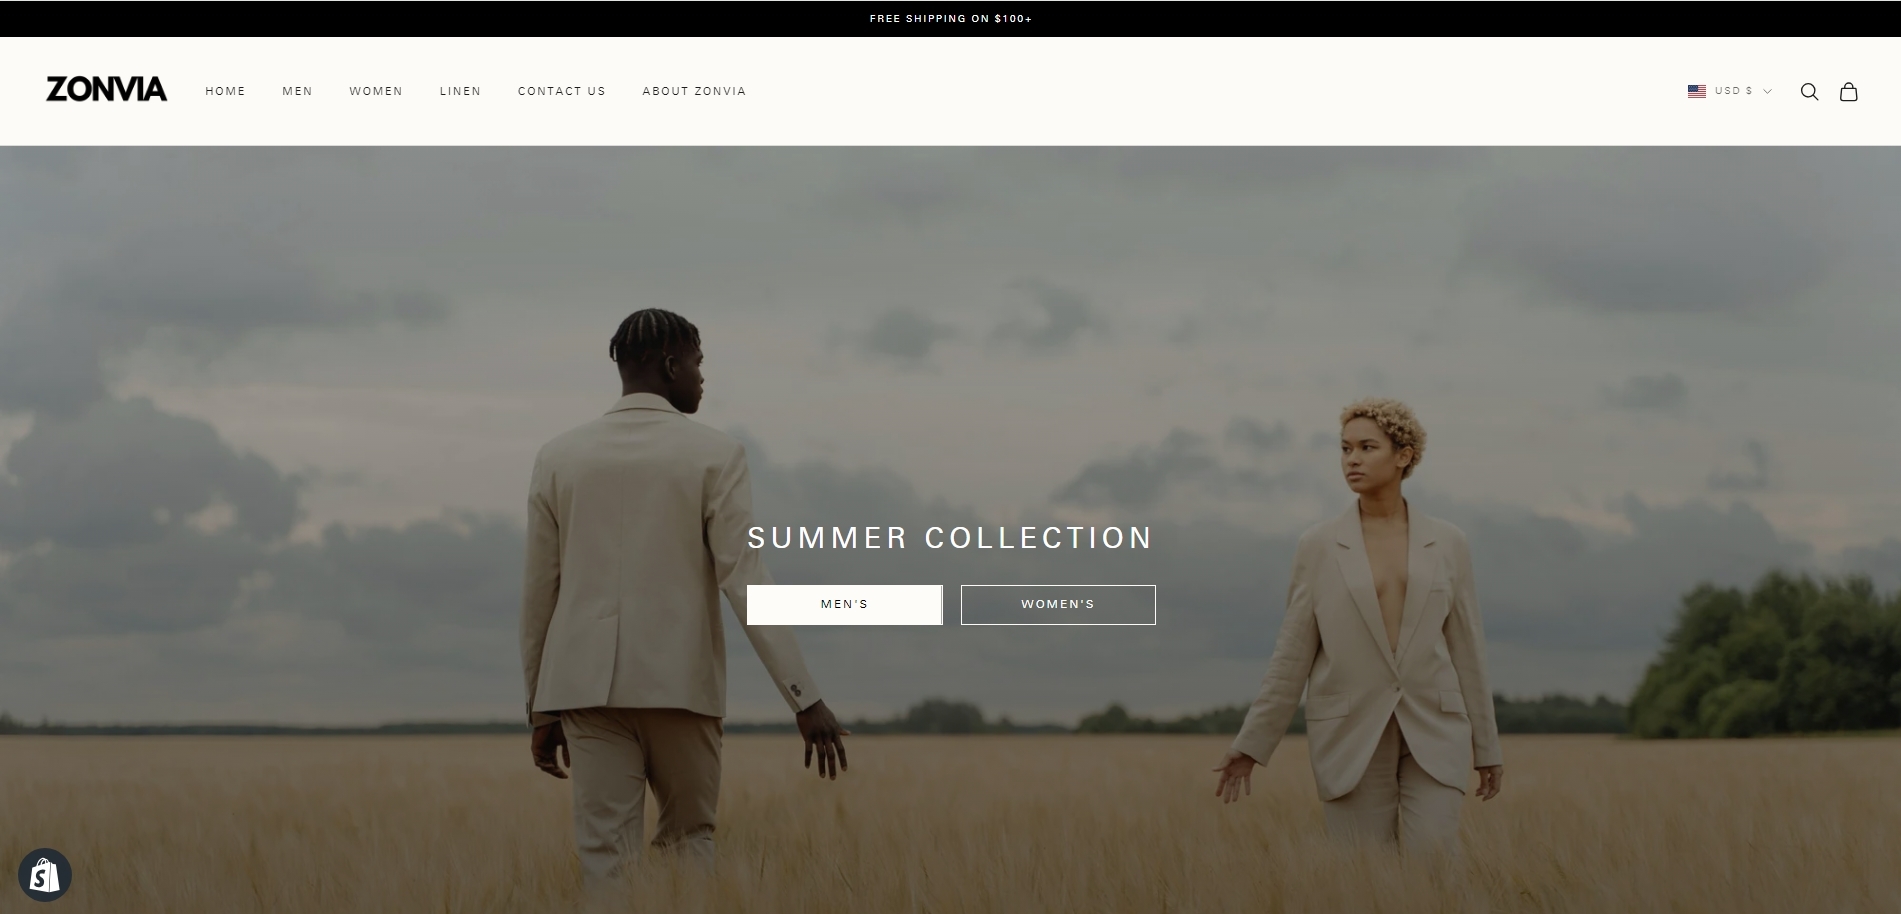 FREE SHIPPING ON $100+
ZONVIA HOME MEN WOMEN LINEN CONTACT US ABOUT ZONVIA USD $
SUMMER COLLECTION
MEN'S WOMEN'S
S